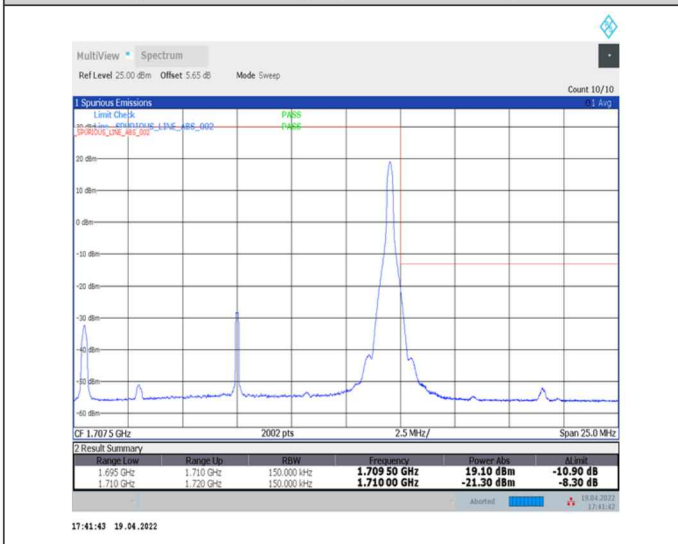 MultiView Spectrum
Ref Level 25.00 dBm Offset 5.65 dB Mode Sweep
Count 10/10
1 Spurious Emissions 1 Avg
Limit Check PASS
Line _SPURIOUS_LINE_ABS_002 PASS
_SPURIOUS_LINE_ABS_002
20 dBm
10 dBm
0 dBm
-10 dBm
-20 dBm
-30 dBm
-40 dBm
-50 dBm
-60 dBm
CF 1.7075 GHz 2002 pts 2.5 MHz/ Span 25.0 MHz
2 Result Summary
Range Low Range Up RBW Frequency Power Abs ΔLimit
1.695 GHz 1.710 GHz 150.000 kHz 1.709 50 GHz 19.10 dBm -10.90 dB
1.710 GHz 1.720 GHz 150.000 kHz 1.710 00 GHz -21.30 dBm -8.30 dB
Aborted 19.04.2022
17:41:42
17:41:43 19.04.2022